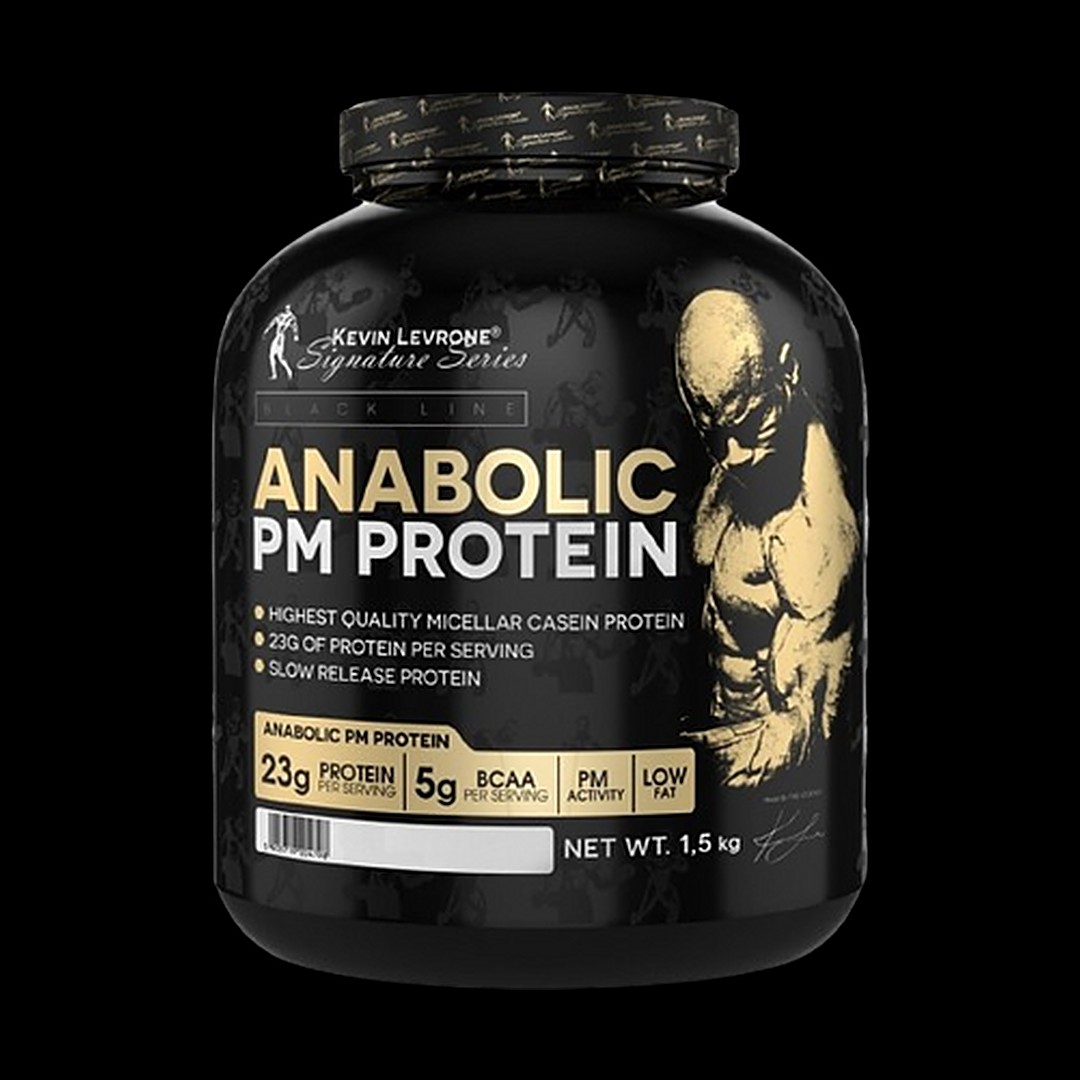 KEVIN LEVRONE®
Signature Series
BLACK LINE
ANABOLIC
PM PROTEIN
HIGHEST QUALITY MICELLAR CASEIN PROTEIN
23G OF PROTEIN PER SERVING
SLOW RELEASE PROTEIN
ANABOLIC PM PROTEIN
23g PROTEIN PER SERVING
5g BCAA PER SERVING
PM ACTIVITY
LOW FAT
NET WT. 1,5 kg